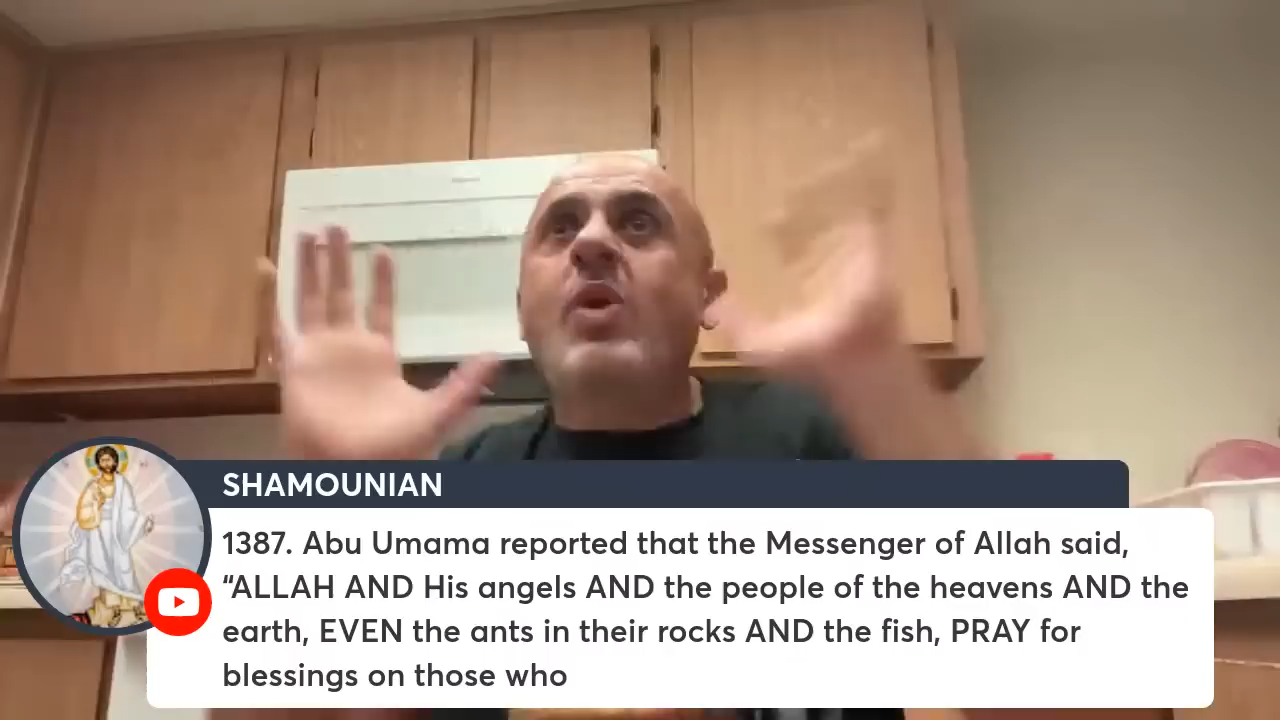 SHAMOUNIAN
1387. Abu Umama reported that the Messenger of Allah said,
“ALLAH AND His angels AND the people of the heavens AND the
earth, EVEN the ants in their rocks AND the fish, PRAY for
blessings on those who